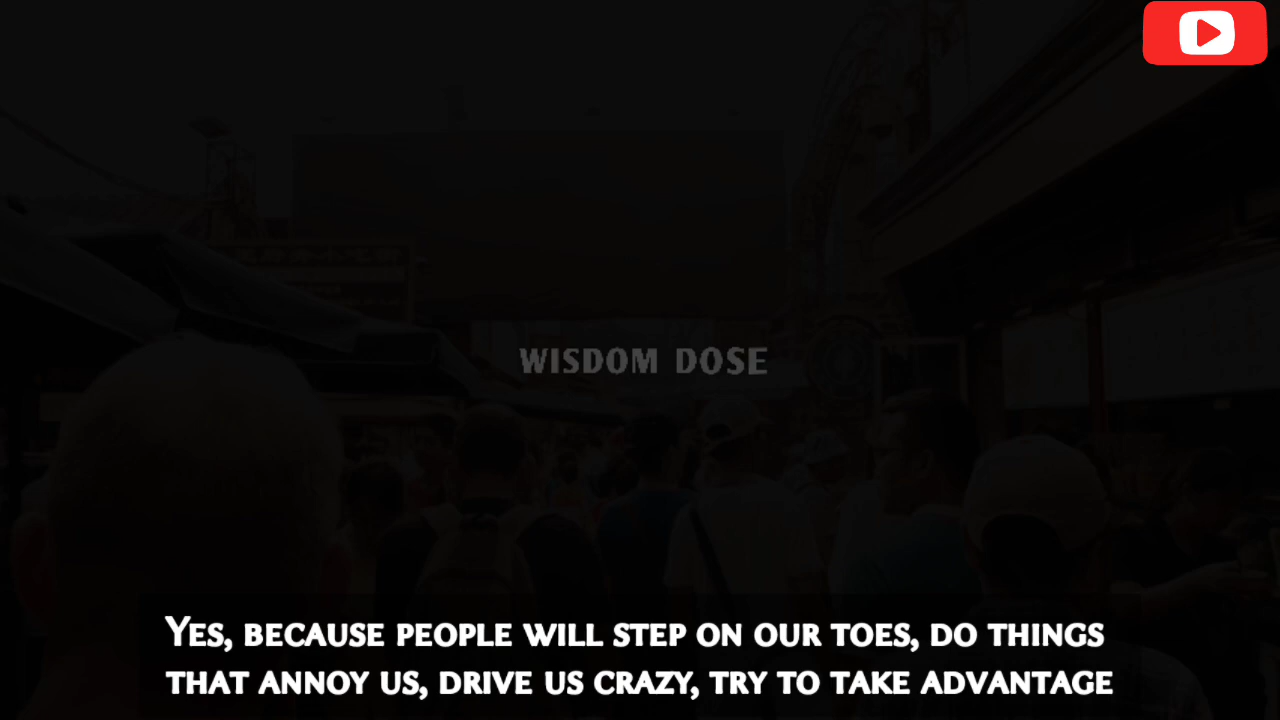 WISDOM DOSE
Yes, because people will step on our toes, do things
that annoy us, drive us crazy, try to take advantage